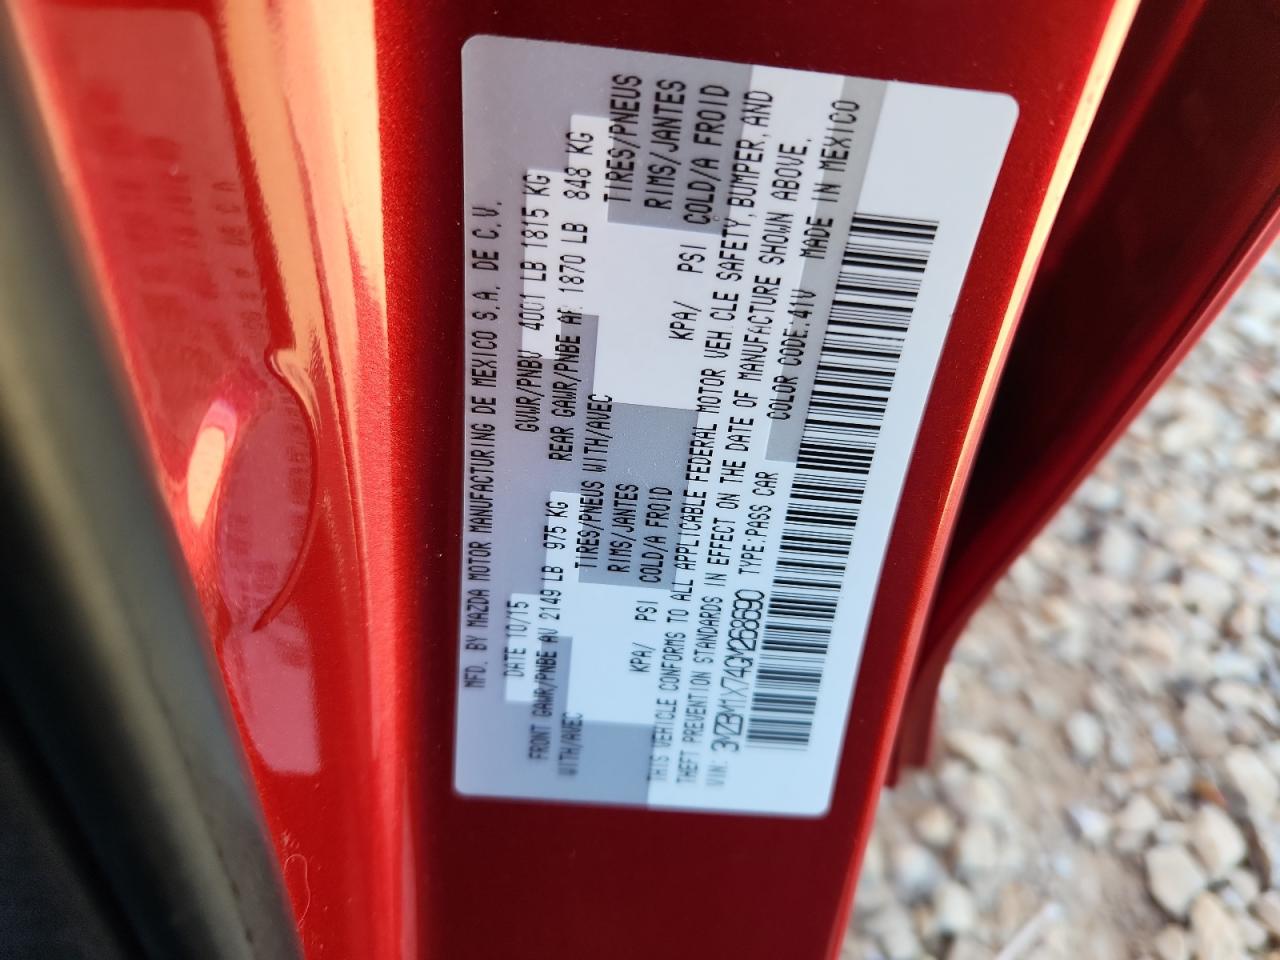 MFD. BY MAZDA MOTOR MANUFACTURING DE MEXICO S.A. DE C.V.
DATE 10/15 GVWR/PNBV 4001 LB 1815 KG
FRONT GAWR/PNBE AV 2149 LB 975 KG REAR GAWR/PNBE AR 1870 LB 848 KG
WITH/AVEC TIRES/PNEUS WITH/AVEC TIRES/PNEUS
RIMS/JANTES RIMS/JANTES
KPA/ PSI COLD/A FROID KPA/ PSI COLD/A FROID
THIS VEHICLE CONFORMS TO ALL APPLICABLE FEDERAL MOTOR VEHICLE SAFETY, BUMPER, AND
THEFT PREVENTION STANDARDS IN EFFECT ON THE DATE OF MANUFACTURE SHOWN ABOVE.
VIN: 3MZBM1X74GM268690 TYPE:PASS CAR COLOR CODE:41V MADE IN MEXICO